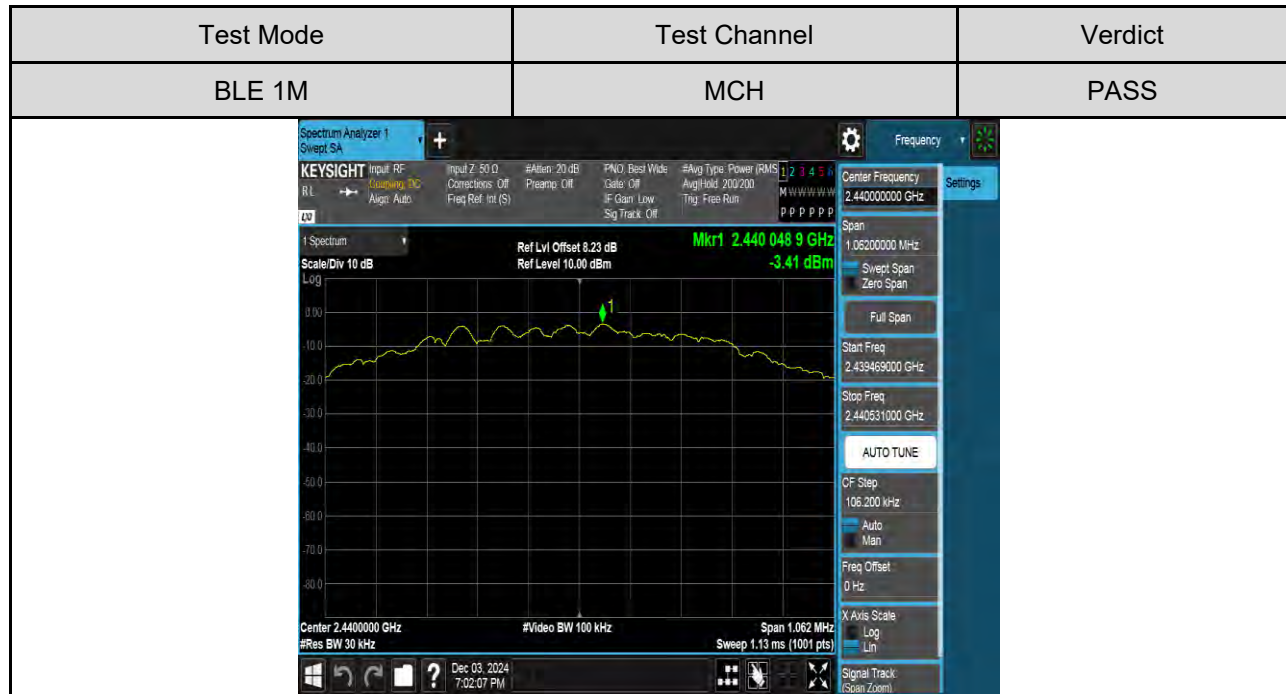 Test Mode Test Channel Verdict
BLE 1M MCH PASS
Spectrum Analyzer 1
Swept SA
+
Frequency
KEYSIGHT Input: RF Input Z: 50 Ω #Atten: 20 dB PNO: Best Wide #Avg Type: Power (RMS 1 2 3 4 5 6
RL Coupling: DC Corrections: Off Preamp: Off Gate: Off Avg|Hold: 200/200 M W W W W W
Align: Auto Freq Ref: Int (S) IF Gain: Low Trig: Free Run
Sig Track: Off P P P P P P
1 Spectrum
Scale/Div 10 dB
Ref Lvl Offset 8.23 dB
Ref Level 10.00 dBm
Mkr1 2.440 048 9 GHz
-3.41 dBm
Log
1
0.00
-10.0
-20.0
-30.0
-40.0
-50.0
-60.0
-70.0
-80.0
Center 2.4400000 GHz #Video BW 100 kHz Span 1.062 MHz
#Res BW 30 kHz Sweep 1.13 ms (1001 pts)
?
Dec 03, 2024
7:02:07 PM
Center Frequency
2.440000000 GHz
Settings
Span
1.06200000 MHz
Swept Span
Zero Span
Full Span
Start Freq
2.439469000 GHz
Stop Freq
2.440531000 GHz
AUTO TUNE
CF Step
106.200 kHz
Auto
Man
Freq Offset
0 Hz
X Axis Scale
Log
Lin
Signal Track
(Span Zoom)